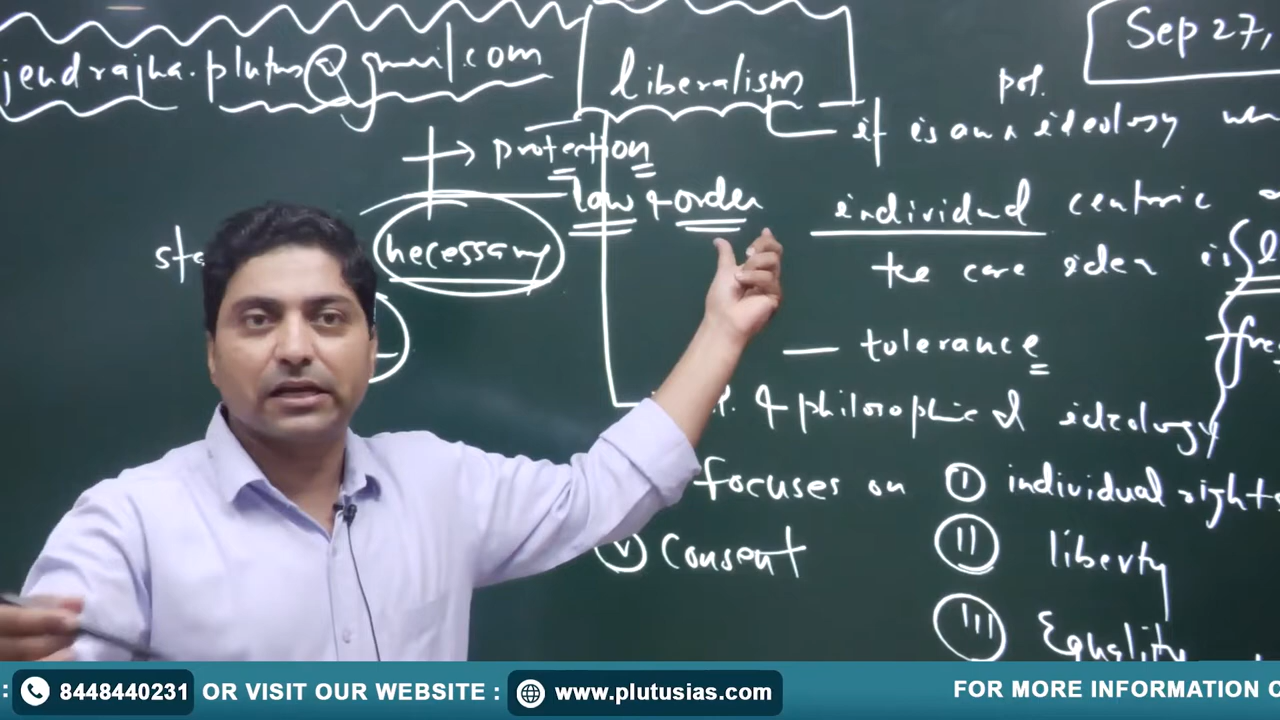 Sep 27,
jendrajha.plutus@gmail.com
liberalism
pol.
it is an ideology
→ protection
law & order
individual centric
necessary
the core idea is
— tolerance
& philosophical ideology
focuses on (I) individual rights
(V) Consent
(II) liberty
(III) Equality
: 8448440231 OR VISIT OUR WEBSITE : www.plutusias.com
FOR MORE INFORMATION C